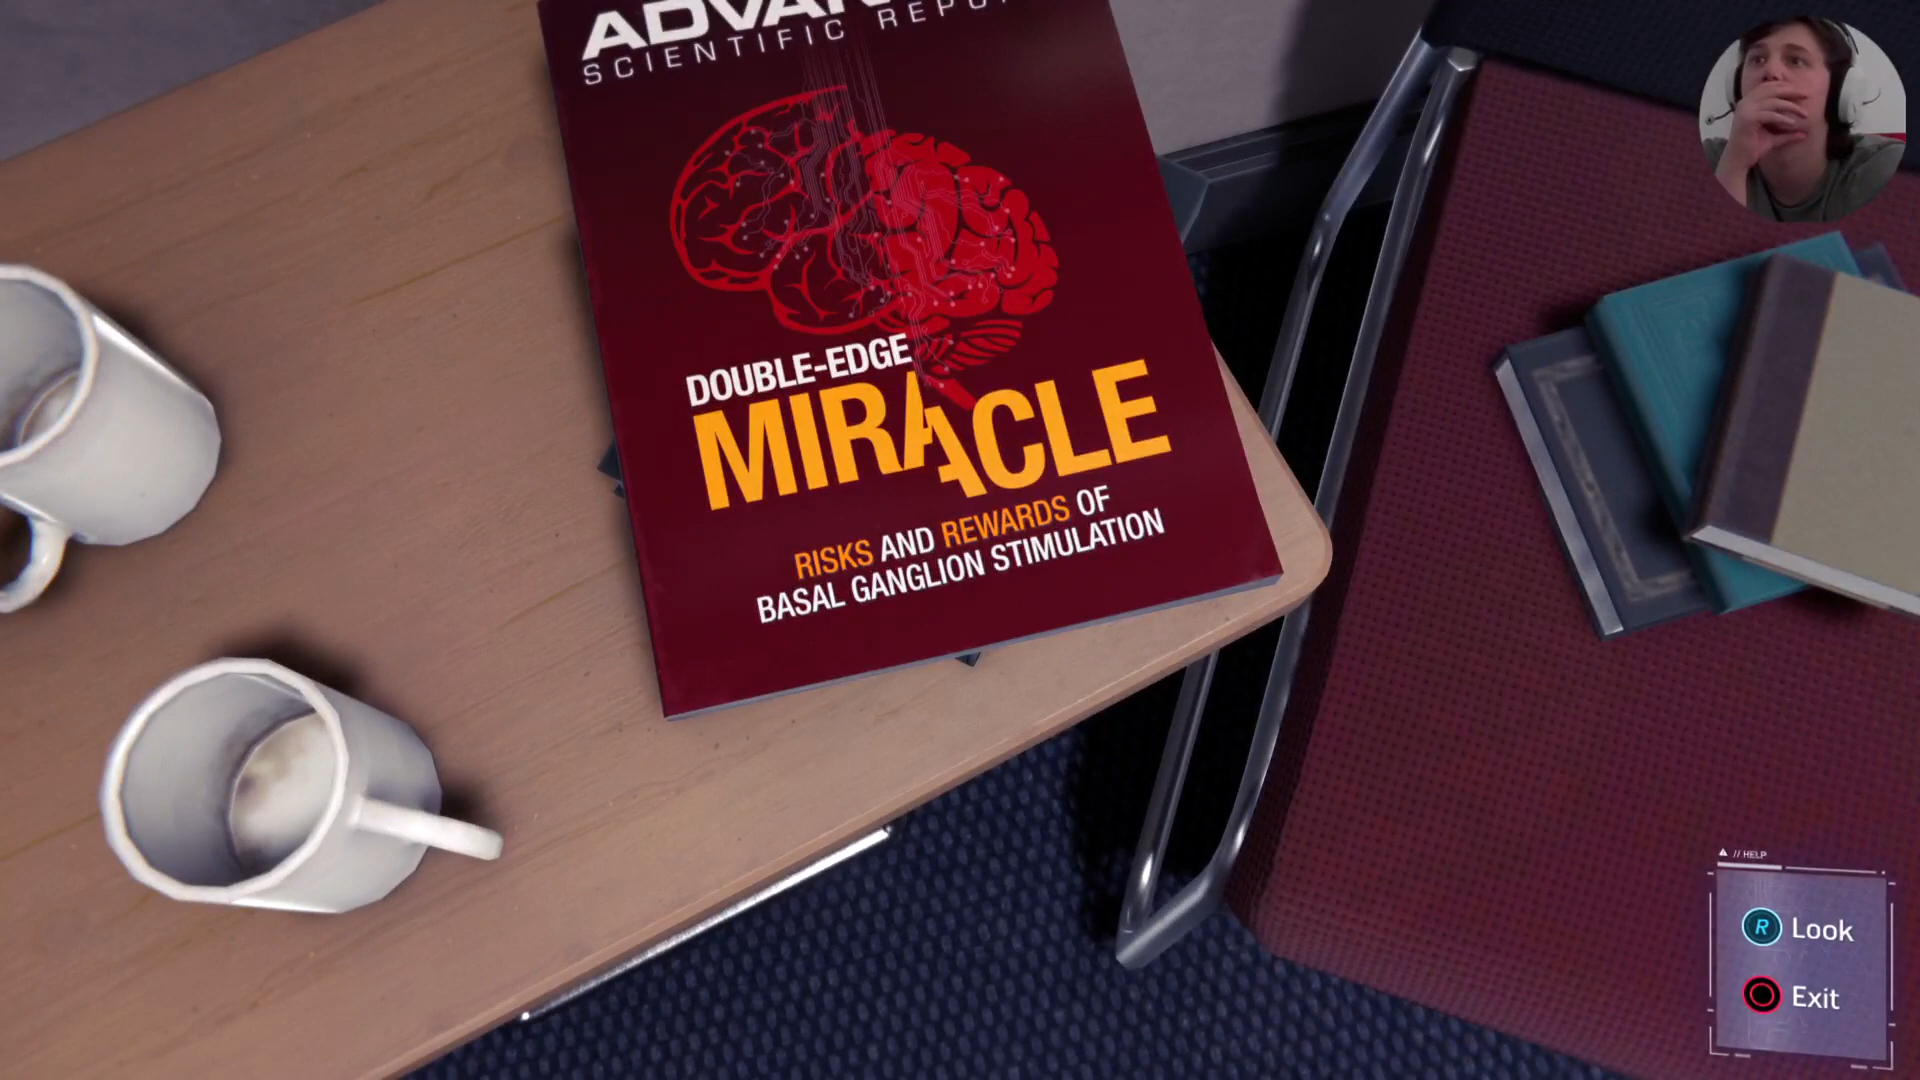 SCIENTIFIC
DOUBLE-EDGE
MIRACLE
RISKS AND REWARDS OF
BASAL GANGLION STIMULATION
// HELP
R Look
Exit